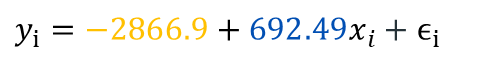 yᵢ = −2866.9 + 692.49xᵢ + ϵᵢ